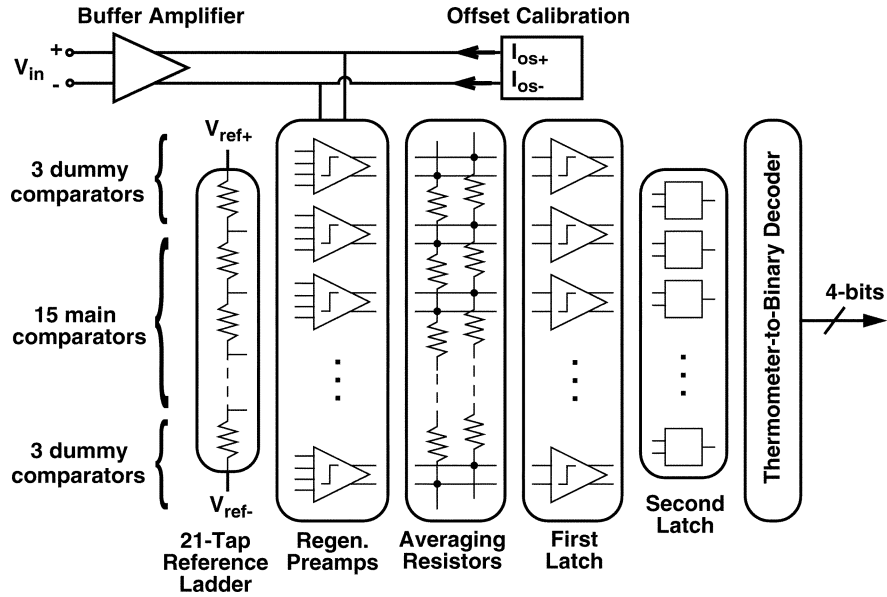 Buffer Amplifier
Offset Calibration
+
Vin
-
Ios+
Ios-
Vref+
3 dummy
comparators
15 main
comparators
3 dummy
comparators
Vref-
21-Tap
Reference
Ladder
Regen.
Preamps
Averaging
Resistors
First
Latch
Second
Latch
Thermometer-to-Binary Decoder
4-bits